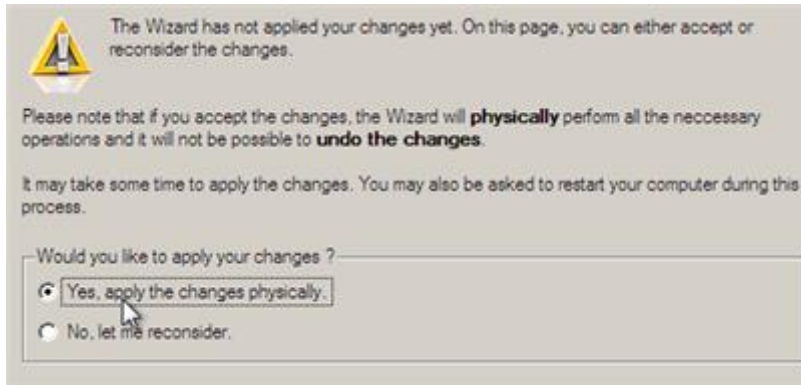 The Wizard has not applied your changes yet. On this page, you can either accept or
reconsider the changes.
Please note that if you accept the changes, the Wizard will physically perform all the neccessary
operations and it will not be possible to undo the changes.
It may take some time to apply the changes. You may also be asked to restart your computer during this
process.
Would you like to apply your changes ?
Yes, apply the changes physically.
No, let me reconsider.